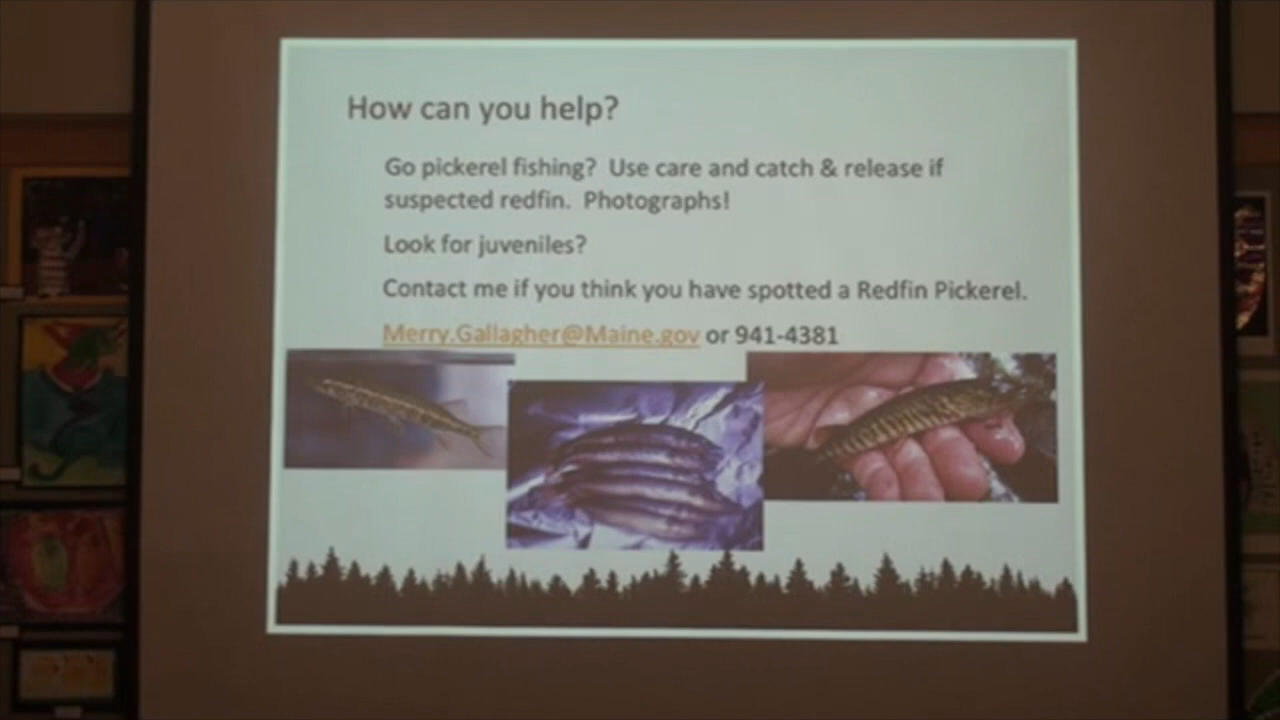 How can you help?
Go pickerel fishing? Use care and catch & release if
suspected redfin. Photographs!
Look for juveniles?
Contact me if you think you have spotted a Redfin Pickerel.
Merry.Gallagher@Maine.gov or 941-4381